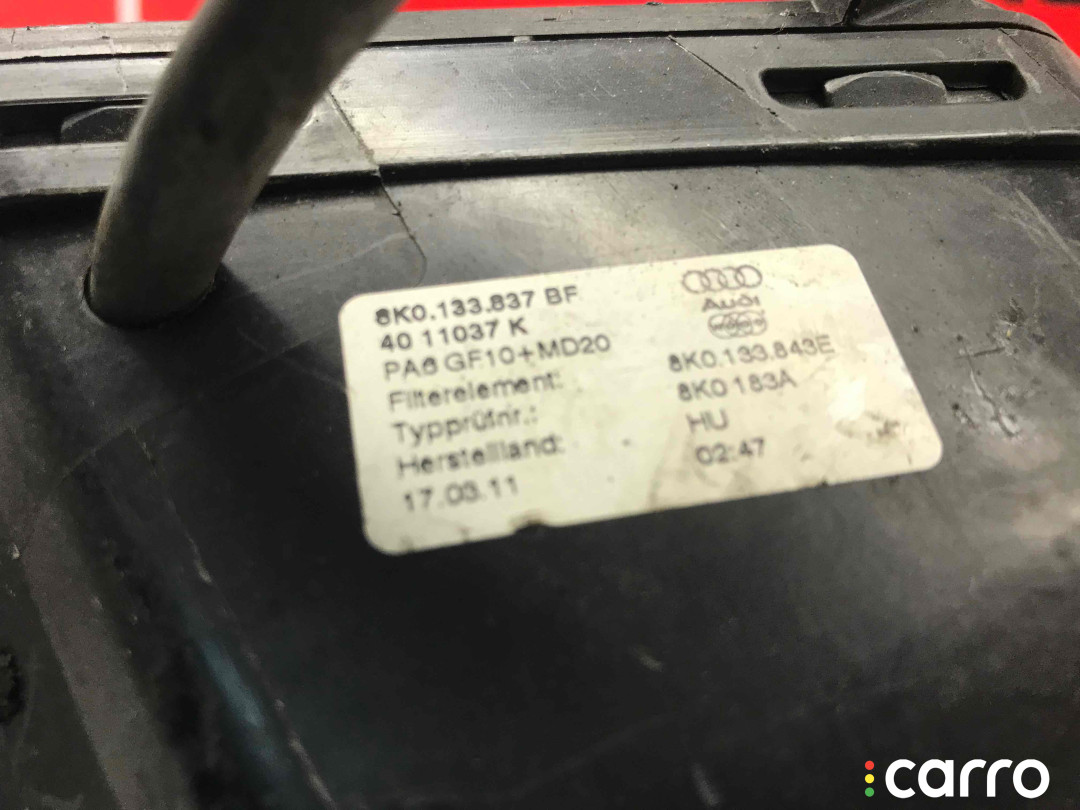 8K0.133.837 BF
40 11037 K
PA6 GF10+MD20
Filterelement: 8K0.133.843E
Typprüfnr.: 8K0 183A
Herstellland: HU
17.03.11 02:47
Audi
carro